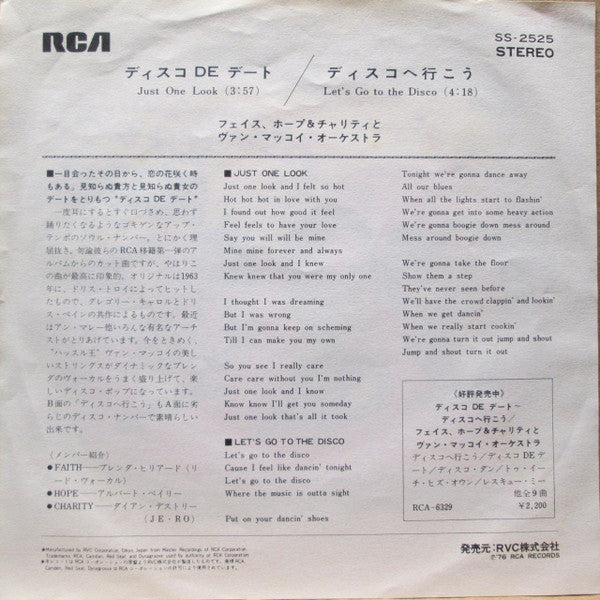 RCA
SS-2525
STEREO
ディスコ DE デート
Just One Look (3:57)
ディスコへ行こう
Let's Go to the Disco (4:18)
フェイス、ホープ&チャリティと
ヴァン・マッコイ・オーケストラ
■一目会ったその日から、恋の花咲く時
もある〟見知らぬ貴方と見知らぬ貴女の
デートをとりもつ“ディスコ DE デート”
一度耳にするとすぐ口づさめ、思わず
踊りたくなるようなゴキゲンなアップ・
テンポのソウル・ナンバー。とにかく理
屈抜き、勿論彼らのRCA移籍第一弾のア
ルバムからのカット曲ですが、やはりこ
の曲が最高に印象的、オリジナルは1963
年に、ドリス・トロイによってヒットし
たもので、グレゴリー・キャロルとドリ
ス・ペインの共作によるものです。最近
はアン・マレー他いろんな有名なアーチ
ストがとりあげています。今をときめく、
“ハッスル王”ヴァン・マッコイの美し
いストリングスがダイナミックなブレン
ダのヴォーカルをうまく盛り上げて、楽
しいディスコ・ポップになっています。
B面の「ディスコへ行こう」もA面に劣
らじとのディスコ・ナンバーで素晴らしい
出来です。
(メンバー紹介)
●FAITH──ブレンダ・ヒリアード(リ
ード・ヴォーカル)
●HOPE──アルバート・ベイリー
●CHARITY──ダイアン・デストリー
(JE・RO)
■JUST ONE LOOK
Just one look and I felt so hot
Hot hot hot in love with you
I found out how good it feel
Feel feels to have your love
Say you will will be mine
Mine mine forever and always
Just one look and I knew
Knew knew that you were my only one
I thought I was dreaming
But I was wrong
But I'm gonna keep on scheming
Till I can make you my own
So you see I really care
Care care without you I'm nothing
Just one look and I know
Know know I'll get you someday
Just one look that's all it took
■LET'S GO TO THE DISCO
Let's go to the disco
Cause I feel like dancin' tonight
Let's go to the disco
Where the music is outta sight
Put on your dancin' shoes
Tonight we're gonna dance away
All our blues
When all the lights start to flashin'
We're gonna get into some heavy action
We're gonna boogie down mess around
Mess around boogie down
We're gonna take the floor
Show them a step
They've never seen before
We'll have the crowd clappin' and lookin'
When we get dancin'
When we really start cookin'
We're gonna turn it out jump and shout
Jump and shout turn it out
〈好評発売中〉
ディスコ DE デート～
ディスコへ行こう/
フェイス、ホープ&チャリティと
ヴァン・マッコイ・オーケストラ
ディスコへ行こう/ディスコ DE デ
ート/ディスコ・ダン/トゥ・イー
チ・ヒズ・オウン/レスキュー・ミー
他全9曲
RCA-6329
¥2,200
●Manufactured by RVC Corporation, Tokyo, Japan from Master Recordings of RCA Corporation.
Trademarks, RCA, Camden, Red Seal, and Dynagroove used by authority of RCA Corporation
発売元:RVC株式会社
℗'76 RCA RECORDS